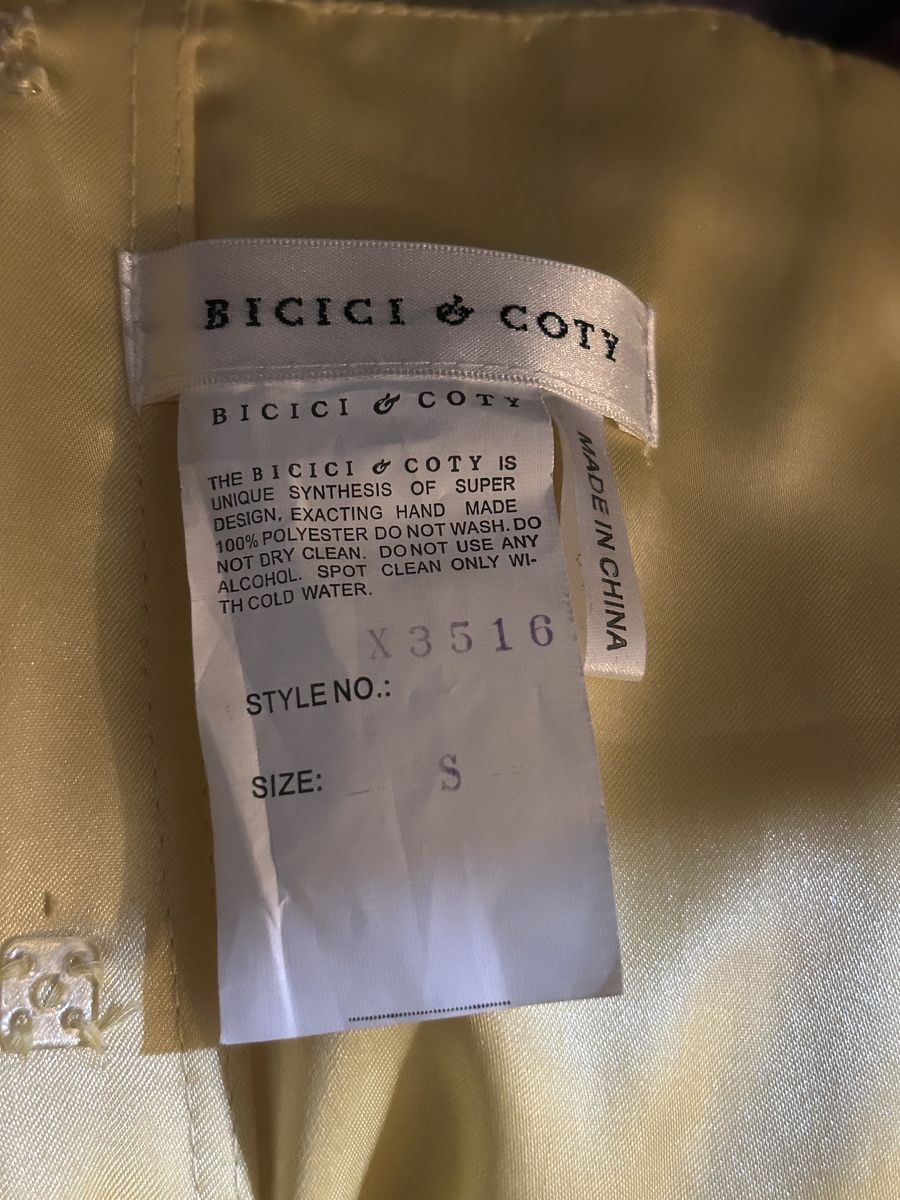 BICICI & COTY
BICICI & COTY
THE BICICI & COTY IS
UNIQUE SYNTHESIS OF SUPER
DESIGN, EXACTING HAND MADE
100% POLYESTER DO NOT WASH. DO
NOT DRY CLEAN. DO NOT USE ANY
ALCOHOL. SPOT CLEAN ONLY WI-
TH COLD WATER.
X3516
STYLE NO.:
SIZE: S
MADE IN CHINA